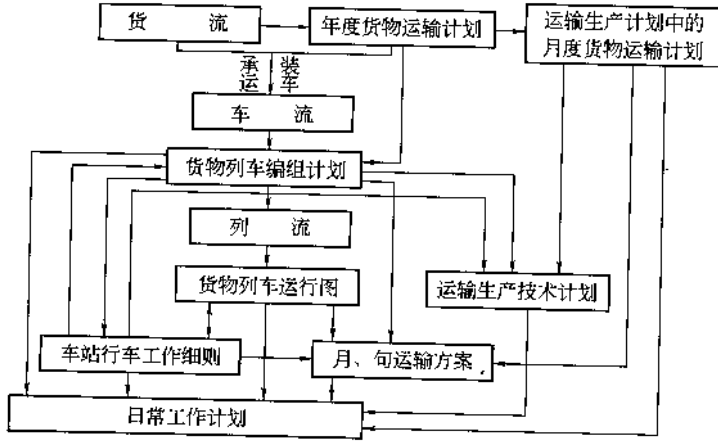 货 流
年度货物运输计划
运输生产计划中的
月度货物运输计划
承运
装车
车 流
货物列车编组计划
列 流
货物列车运行图
运输生产技术计划
车站行车工作细则
月、旬运输方案
日常工作计划